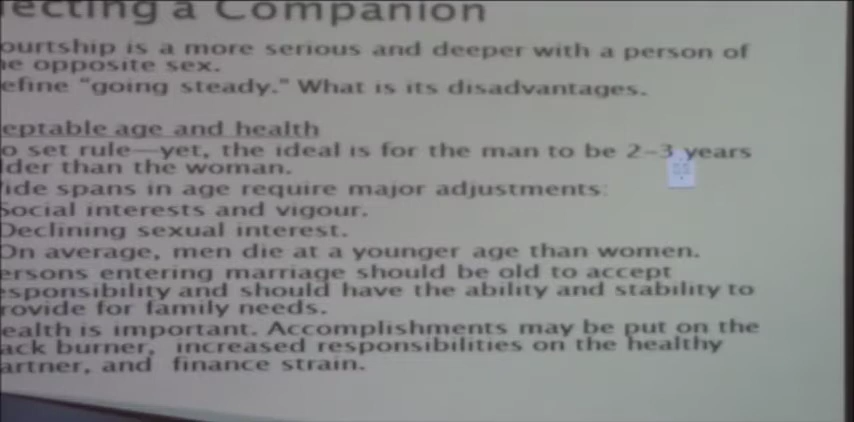 lecting a Companion
ourtship is a more serious and deeper with a person of
he opposite sex.
efine "going steady." What is its disadvantages.
eptable age and health
o set rule—yet, the ideal is for the man to be 2-3 years
lder than the woman.
ide spans in age require major adjustments:
Social interests and vigour.
Declining sexual interest.
On average, men die at a younger age than women.
ersons entering marriage should be old to accept
esponsibility and should have the ability and stability to
rovide for family needs.
ealth is important. Accomplishments may be put on the
ack burner, increased responsibilities on the healthy
artner, and finance strain.